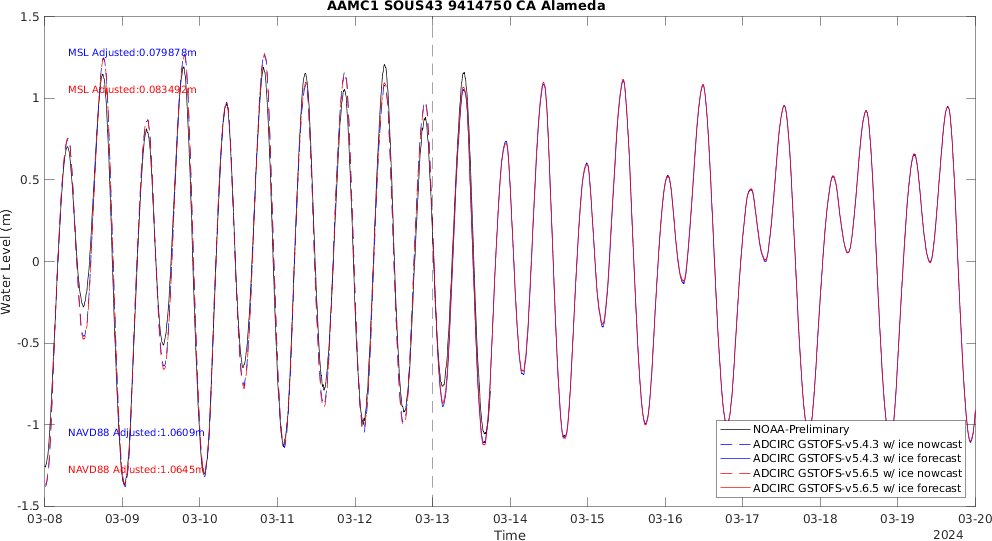 AAMC1 SOUS43 9414750 CA Alameda
1.5
1
0.5
0
-0.5
-1
-1.5
Water Level (m)
MSL Adjusted:0.079878m
MSL Adjusted:0.083492m
NAVD88 Adjusted:1.0609m
NAVD88 Adjusted:1.0645m
NOAA-Preliminary
ADCIRC GSTOFS-v5.4.3 w/ ice nowcast
ADCIRC GSTOFS-v5.4.3 w/ ice forecast
ADCIRC GSTOFS-v5.6.5 w/ ice nowcast
ADCIRC GSTOFS-v5.6.5 w/ ice forecast
03-08 03-09 03-10 03-11 03-12 03-13 03-14 03-15 03-16 03-17 03-18 03-19 03-20
Time
2024